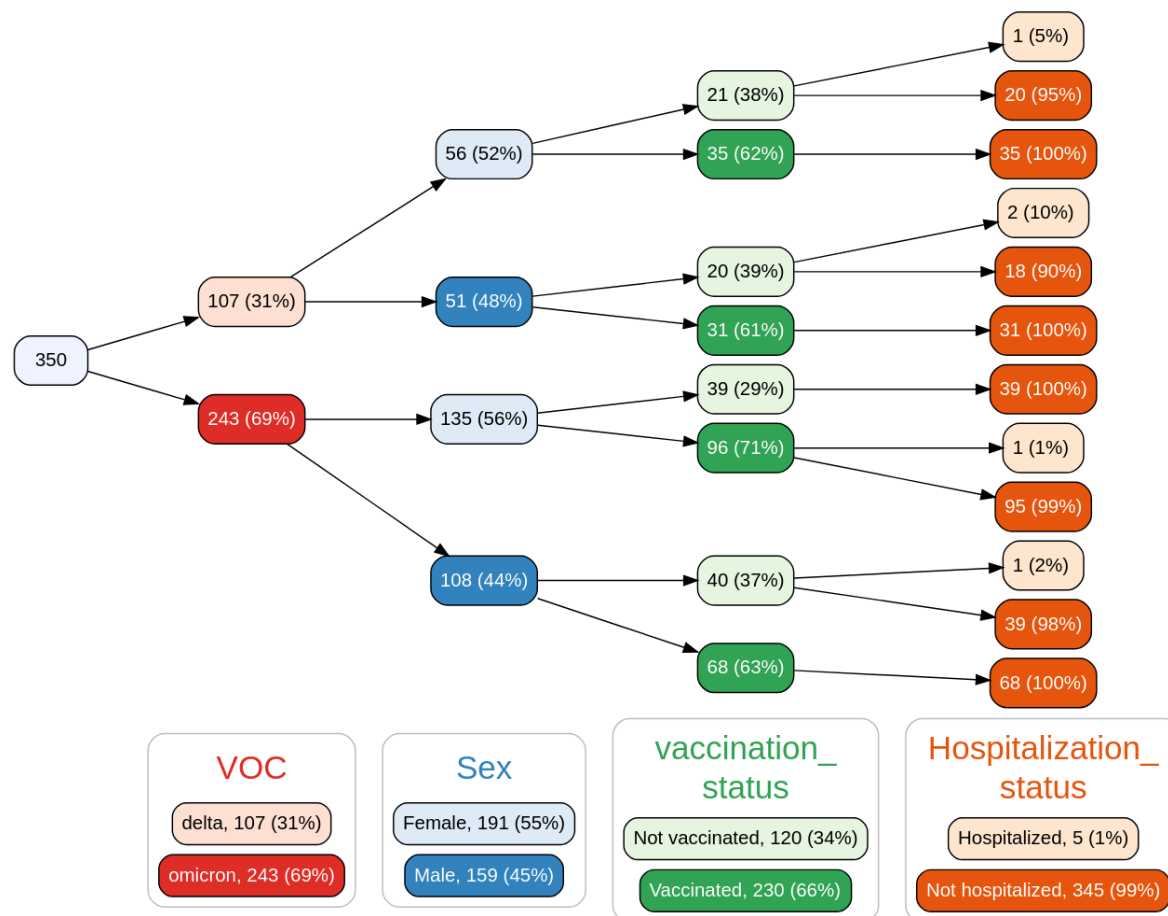 1 (5%)
21 (38%)
20 (95%)
56 (52%)
35 (62%)
35 (100%)
2 (10%)
20 (39%)
18 (90%)
107 (31%)
51 (48%)
31 (61%)
31 (100%)
350
39 (29%)
39 (100%)
243 (69%)
135 (56%)
96 (71%)
1 (1%)
95 (99%)
1 (2%)
108 (44%)
40 (37%)
39 (98%)
68 (63%)
68 (100%)
VOC
delta, 107 (31%)
omicron, 243 (69%)
Sex
Female, 191 (55%)
Male, 159 (45%)
vaccination_
status
Not vaccinated, 120 (34%)
Vaccinated, 230 (66%)
Hospitalization_
status
Hospitalized, 5 (1%)
Not hospitalized, 345 (99%)